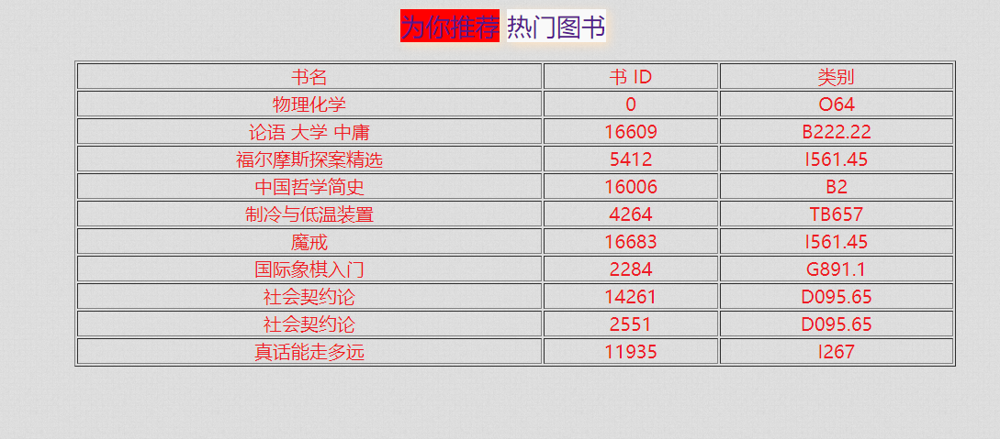 为你推荐 热门图书
书名 书 ID 类别
物理化学 0 O64
论语 大学 中庸 16609 B222.22
福尔摩斯探案精选 5412 I561.45
中国哲学简史 16006 B2
制冷与低温装置 4264 TB657
魔戒 16683 I561.45
国际象棋入门 2284 G891.1
社会契约论 14261 D095.65
社会契约论 2551 D095.65
真话能走多远 11935 I267